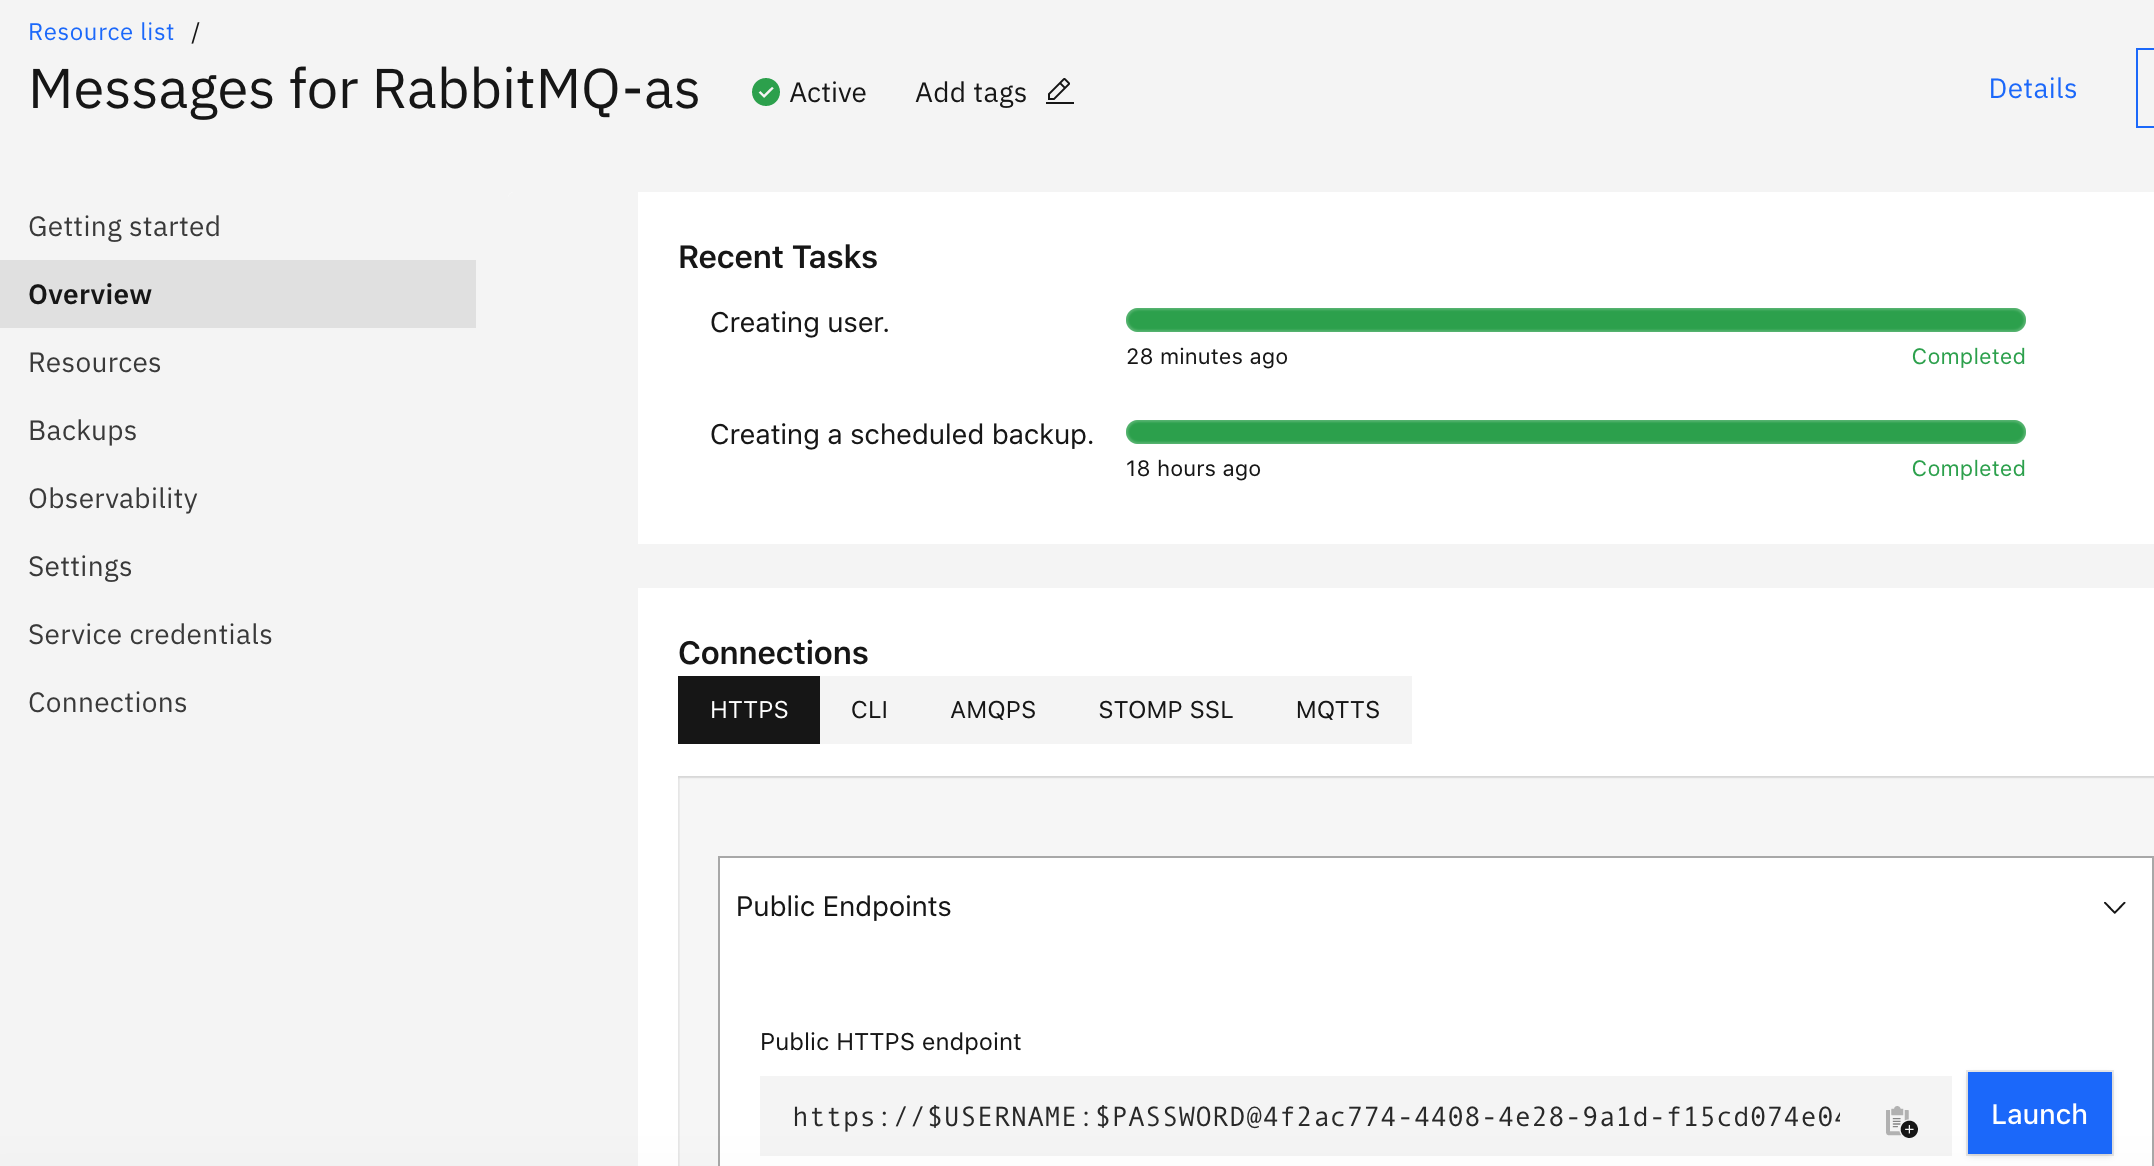 Resource list /
Messages for RabbitMQ-as
Active
Add tags
Details
Getting started
Overview
Resources
Backups
Observability
Settings
Service credentials
Connections
Recent Tasks
Creating user.
28 minutes ago
Completed
Creating a scheduled backup.
18 hours ago
Completed
Connections
HTTPS
CLI
AMQPS
STOMP SSL
MQTTS
Public Endpoints
Public HTTPS endpoint
https://$USERNAME:$PASSWORD@4f2ac774-4408-4e28-9a1d-f15cd074e04
Launch